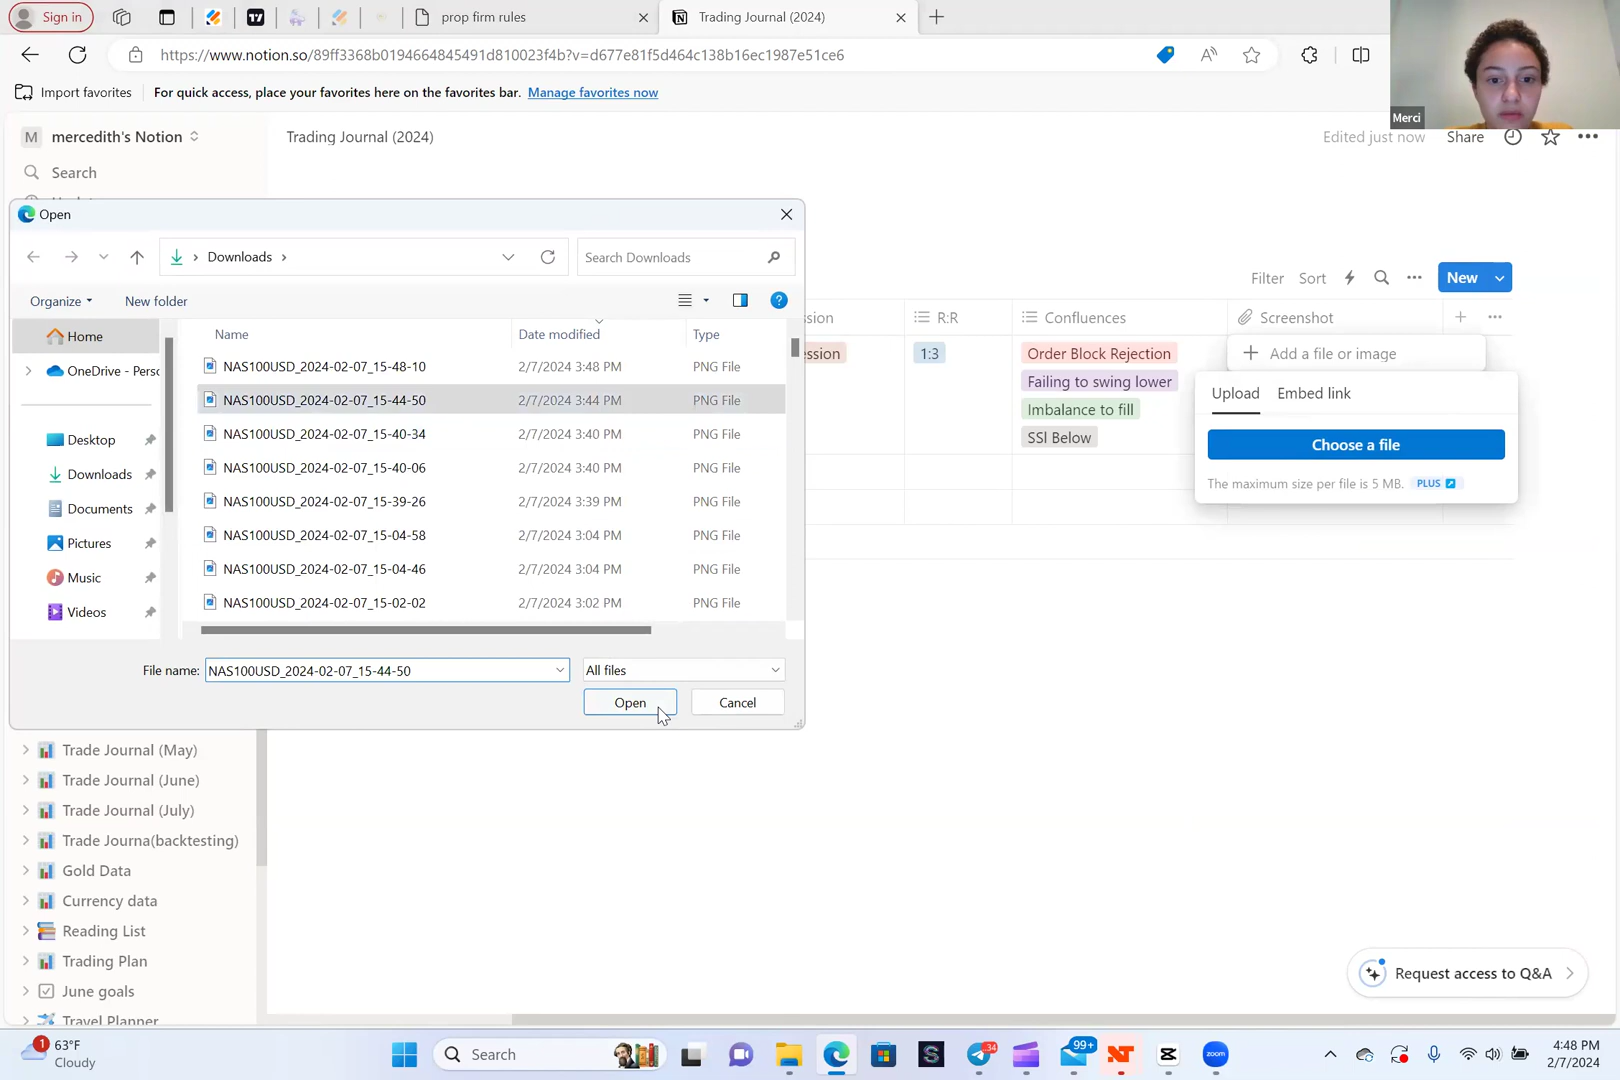 Sign in
prop firm rules
Trading Journal (2024)
https://www.notion.so/89ff3368b0194664845491d810023f4b?v=d677e81f5d464c138b16ec1987e51ce6
Import favorites
For quick access, place your favorites here on the favorites bar. Manage favorites now
Merci
M mercedith's Notion
Trading Journal (2024)
Edited just now
Share
Search
Open
Downloads
Search Downloads
Organize
New folder
Filter
Sort
New
Home
OneDrive - Perso
Desktop
Downloads
Documents
Pictures
Music
Videos
Name Date modified Type
NAS100USD_2024-02-07_15-48-10 2/7/2024 3:48 PM PNG File
NAS100USD_2024-02-07_15-44-50 2/7/2024 3:44 PM PNG File
NAS100USD_2024-02-07_15-40-34 2/7/2024 3:40 PM PNG File
NAS100USD_2024-02-07_15-40-06 2/7/2024 3:40 PM PNG File
NAS100USD_2024-02-07_15-39-26 2/7/2024 3:39 PM PNG File
NAS100USD_2024-02-07_15-04-58 2/7/2024 3:04 PM PNG File
NAS100USD_2024-02-07_15-04-46 2/7/2024 3:04 PM PNG File
NAS100USD_2024-02-07_15-02-02 2/7/2024 3:02 PM PNG File
File name: NAS100USD_2024-02-07_15-44-50
All files
Open
Cancel
sion R:R Confluences Screenshot
ession
1:3
Order Block Rejection
Failing to swing lower
Imbalance to fill
SSl Below
Add a file or image
Upload
Embed link
Choose a file
The maximum size per file is 5 MB. PLUS
Trade Journal (May)
Trade Journal (June)
Trade Journal (July)
Trade Journa(backtesting)
Gold Data
Currency data
Reading List
Trading Plan
June goals
Travel Planner
Request access to Q&A
1
63°F
Cloudy
Search
34
99+
zoom
4:48 PM
2/7/2024